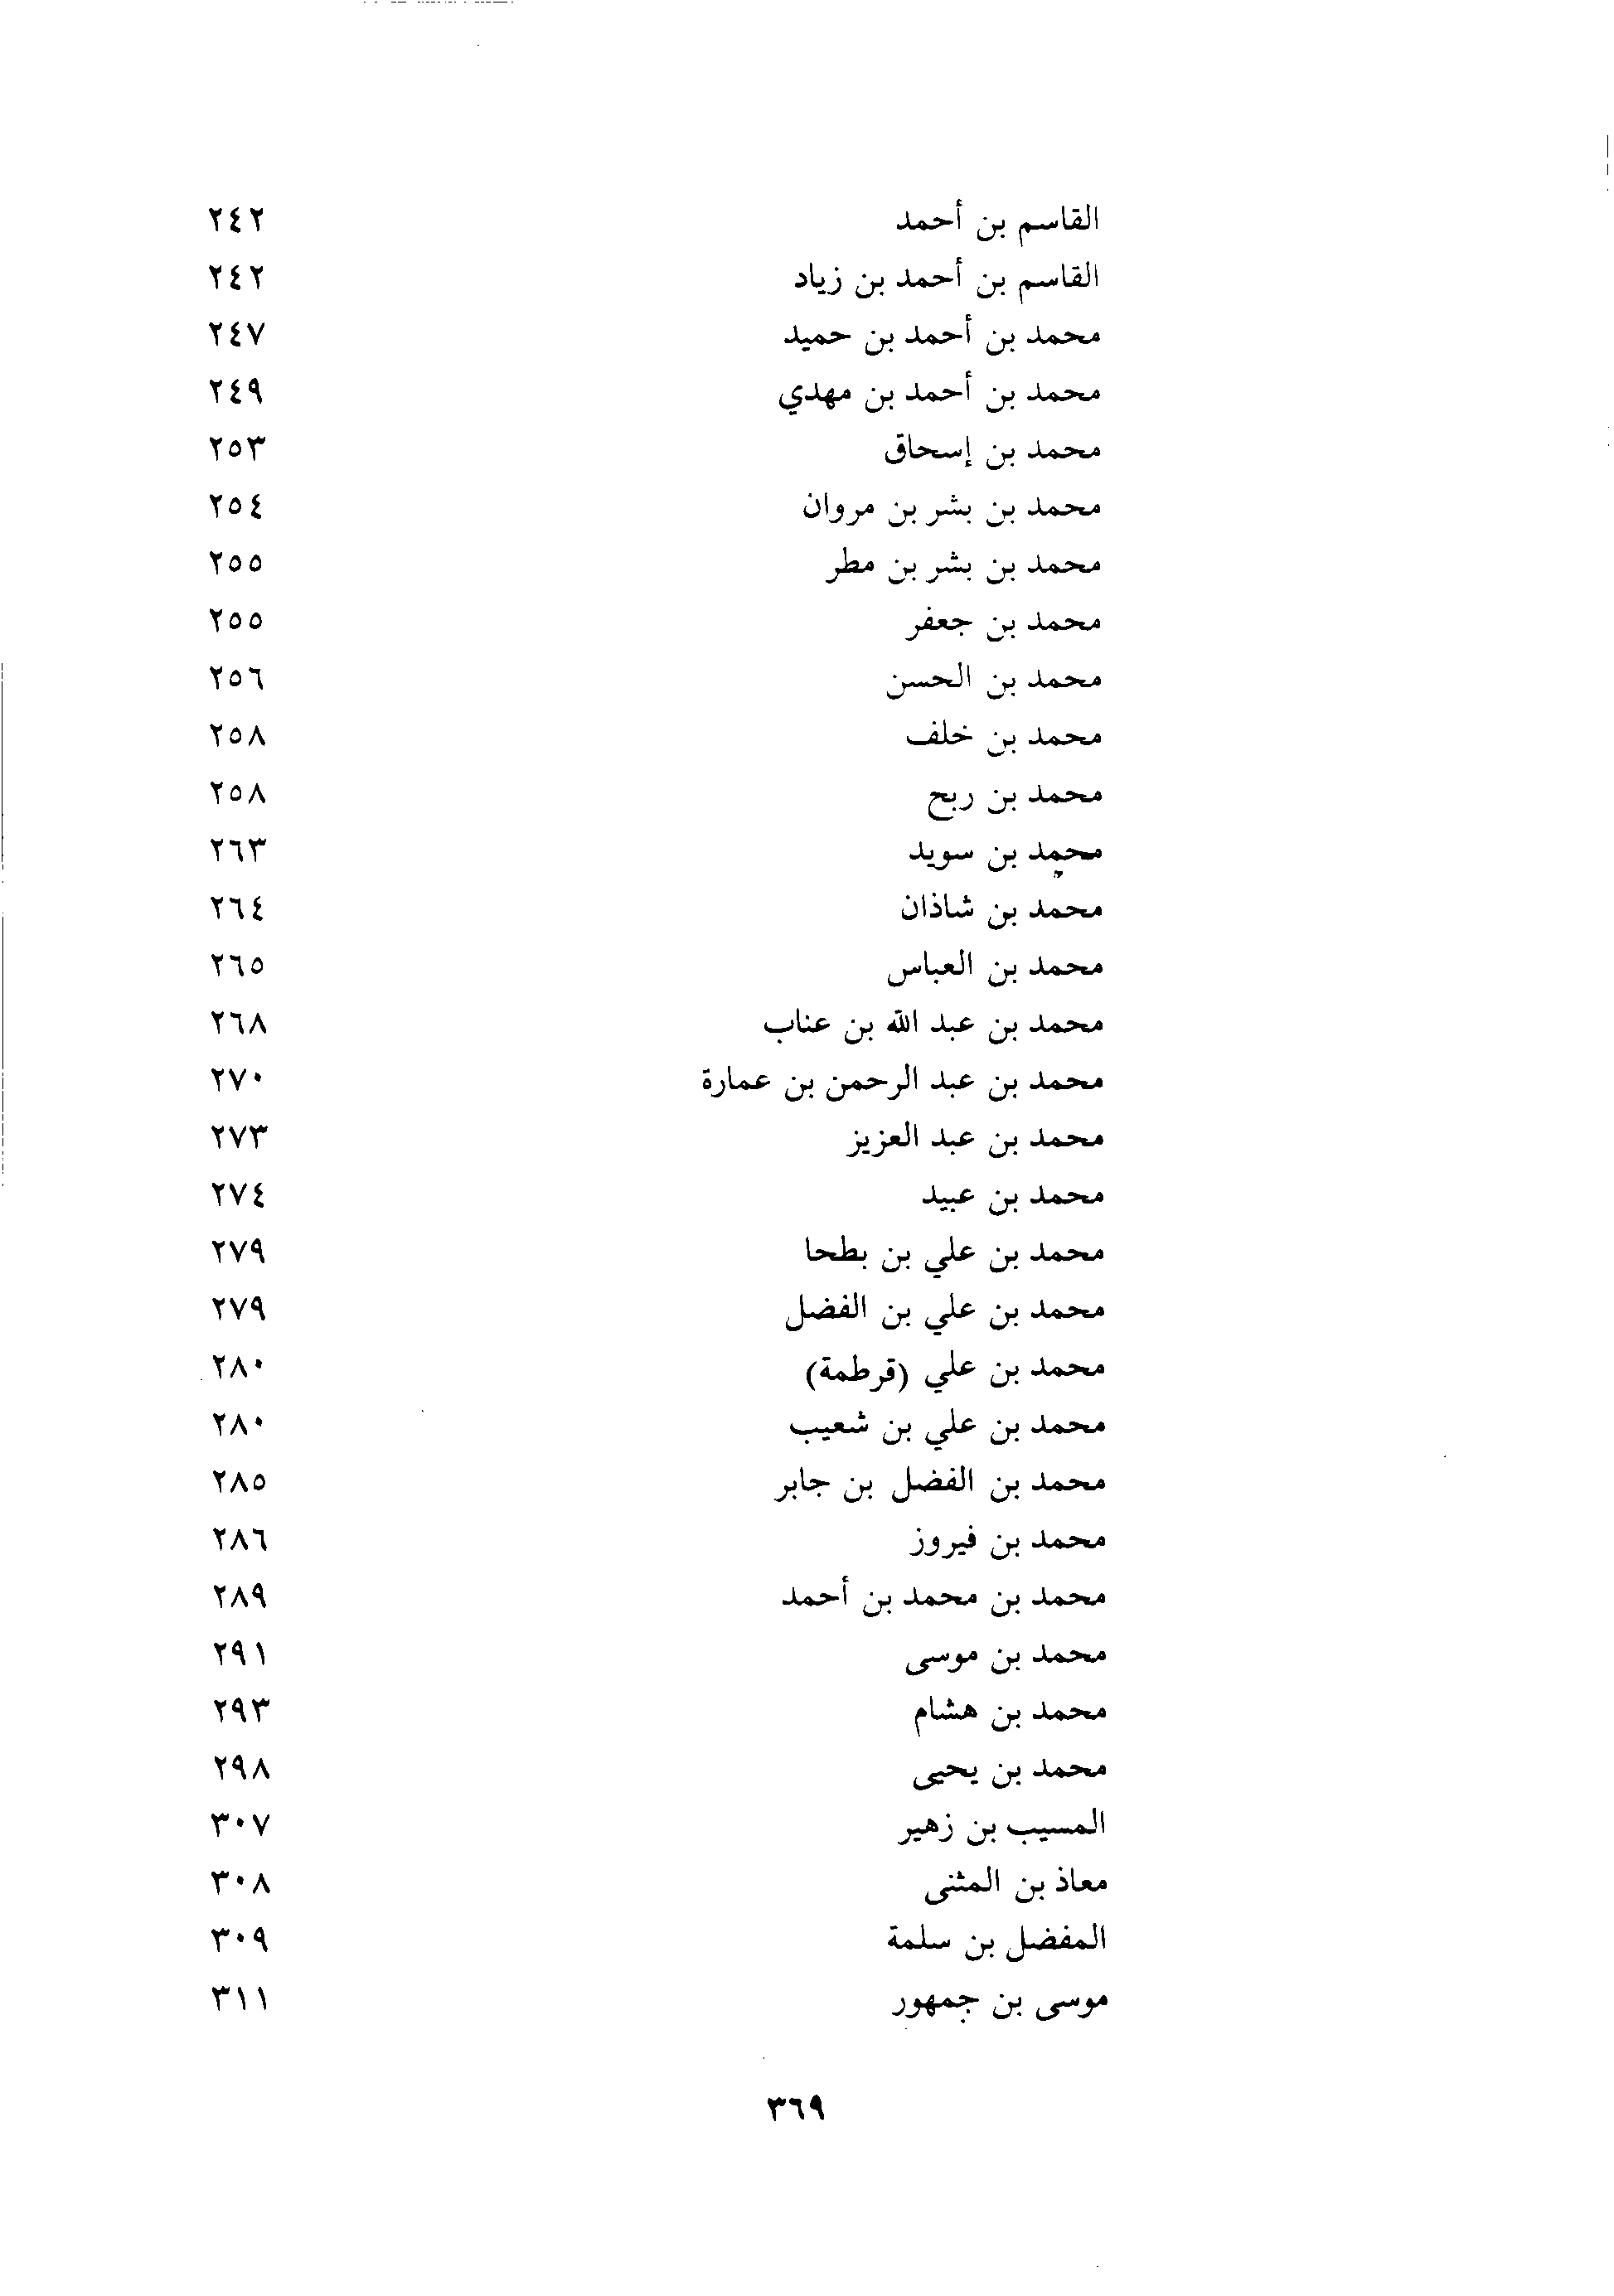 القاسم بن أحمد ٢٤٢
القاسم بن أحمد بن زياد ٢٤٢
محمد بن أحمد بن حميد ٢٤٧
محمد بن أحمد بن مهدي ٢٤٩
محمد بن إسحاق ٢٥٣
محمد بن بشر بن مروان ٢٥٤
محمد بن بشر بن مطر ٢٥٥
محمد بن جعفر ٢٥٥
محمد بن الحسن ٢٥٦
محمد بن خلف ٢٥٨
محمد بن ربح ٢٥٨
محمد بن سويد ٢٦٣
محمد بن شاذان ٢٦٤
محمد بن العباس ٢٦٥
محمد بن عبد الله بن عناب ٢٦٨
محمد بن عبد الرحمن بن عمارة ٢٧٠
محمد بن عبد العزيز ٢٧٣
محمد بن عبيد ٢٧٤
محمد بن علي بن بطحا ٢٧٩
محمد بن علي بن الفضل ٢٧٩
محمد بن علي (قرطمة) ٢٨٠
محمد بن علي بن شعيب ٢٨٠
محمد بن الفضل بن جابر ٢٨٥
محمد بن فيروز ٢٨٦
محمد بن محمد بن أحمد ٢٨٩
محمد بن موسى ٢٩١
محمد بن هشام ٢٩٣
محمد بن يحيى ٢٩٨
المسيب بن زهير ٣٠٧
معاذ بن المثنى ٣٠٨
المفضل بن سلمة ٣٠٩
موسى بن جمهور ٣١١
٣٦٩